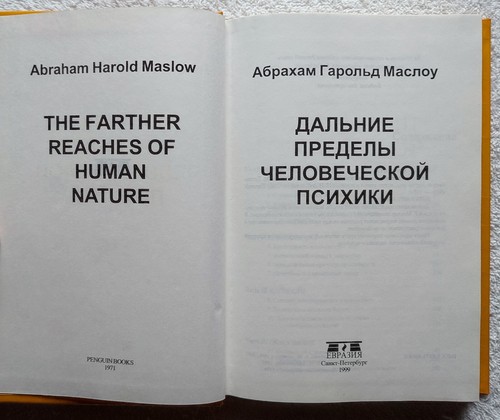 Abraham Harold Maslow
THE FARTHER
REACHES OF
HUMAN
NATURE
PENGUIN BOOKS
1971
Абрахам Гарольд Маслоу
ДАЛЬНИЕ
ПРЕДЕЛЫ
ЧЕЛОВЕЧЕСКОЙ
ПСИХИКИ
ЕВРАЗИЯ
Санкт-Петербург
1999